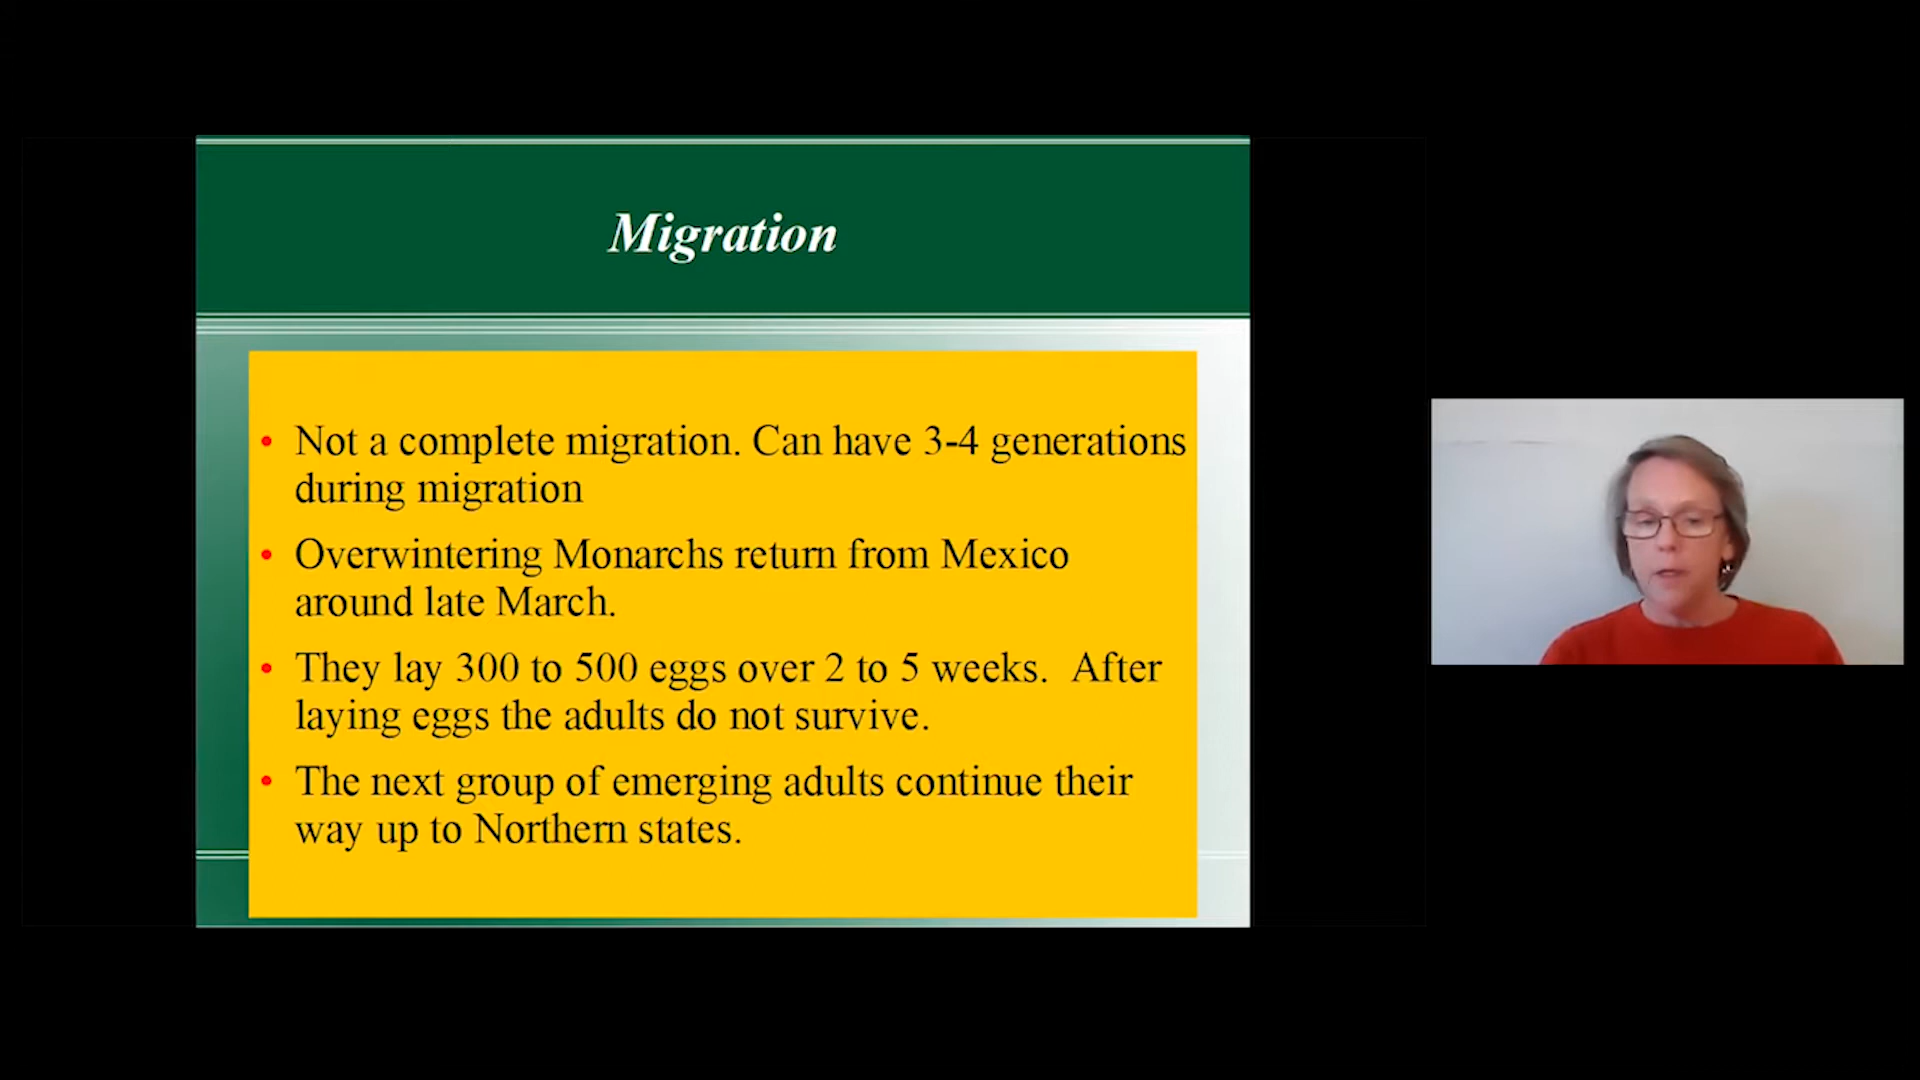 Migration
• Not a complete migration. Can have 3-4 generations
during migration
• Overwintering Monarchs return from Mexico
around late March.
• They lay 300 to 500 eggs over 2 to 5 weeks.  After
laying eggs the adults do not survive.
• The next group of emerging adults continue their
way up to Northern states.